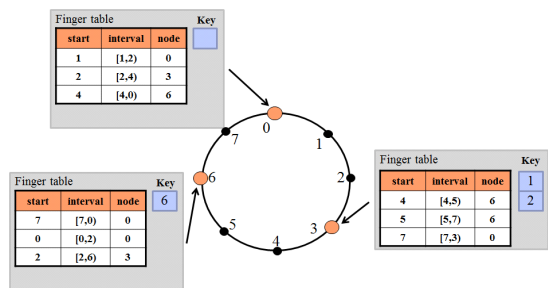 Finger table Key
start interval node
1 [1,2) 0
2 [2,4) 3
4 [4,0) 6
0
7
1
6
2
5
3
4
Finger table Key
start interval node
6
7 [7,0) 0
0 [0,2) 0
2 [2,6) 3
Finger table Key
start interval node
1
2
4 [4,5) 6
5 [5,7) 6
7 [7,3) 0